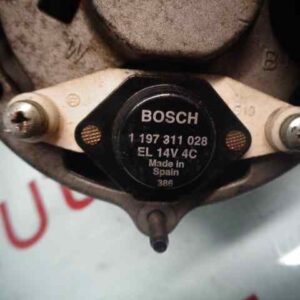 W
BOSCH
1 197 311 028
EL 14V 4C
Made in
Spain
386